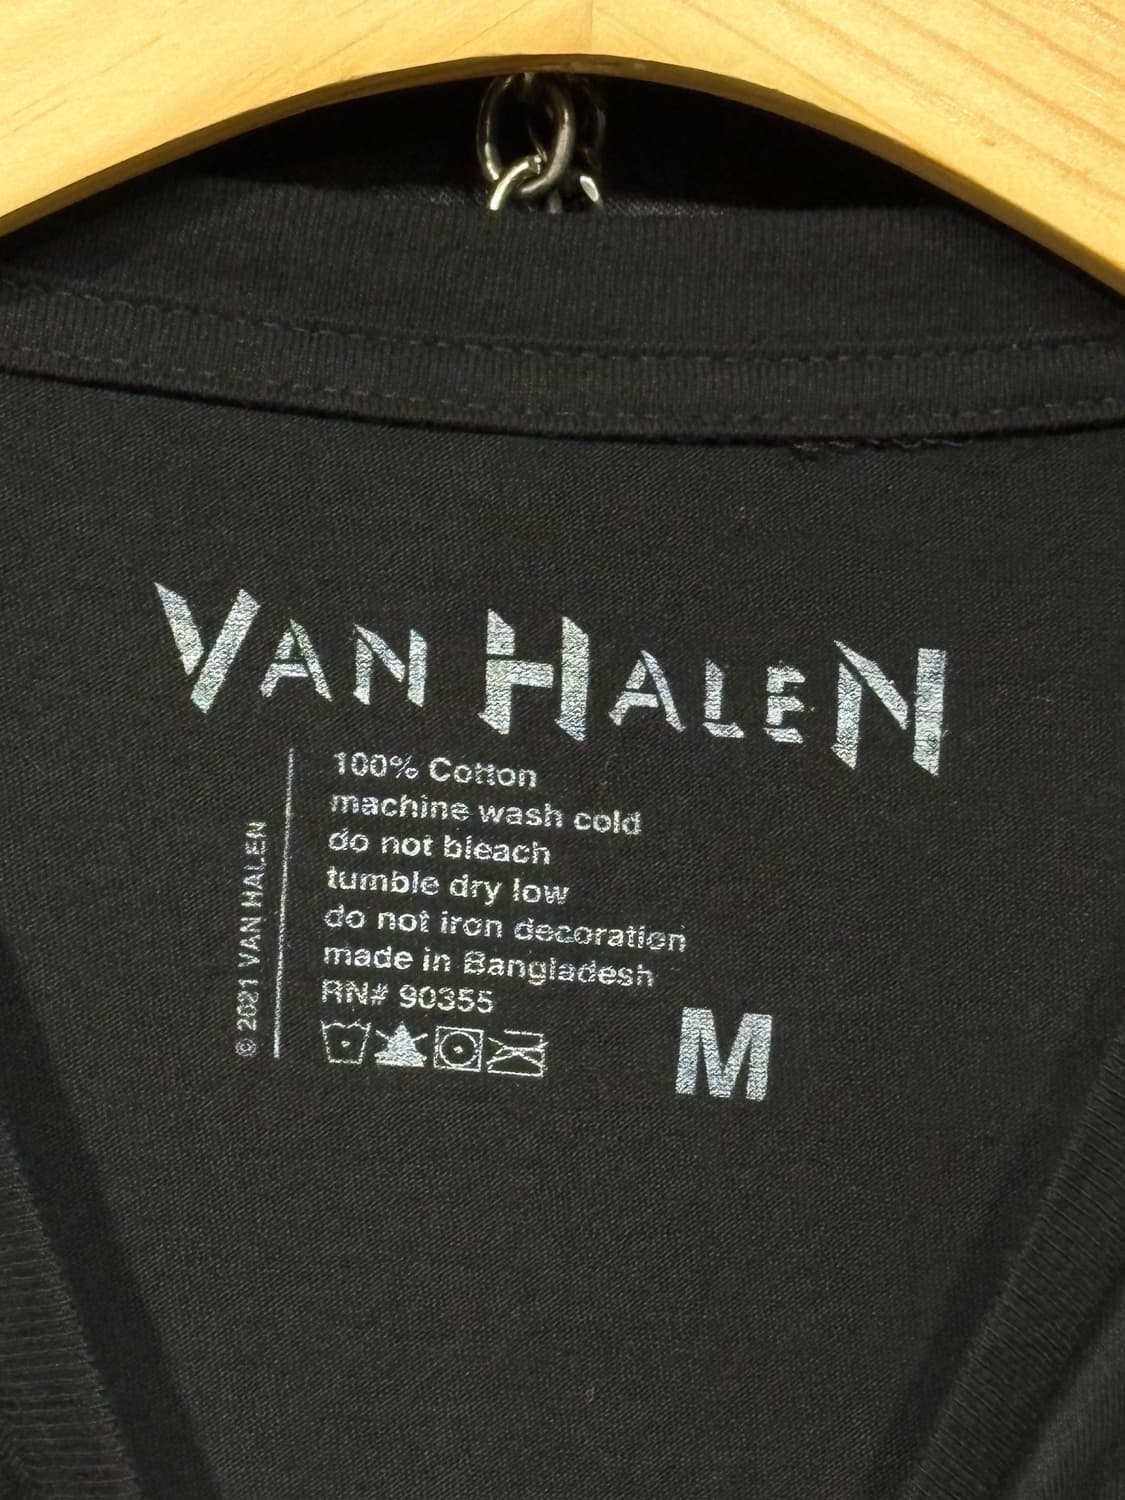 VAN HALEN
100% Cotton
machine wash cold
do not bleach
tumble dry low
do not iron decoration
made in Bangladesh
RN# 90355
© 2021 VAN HALEN
M